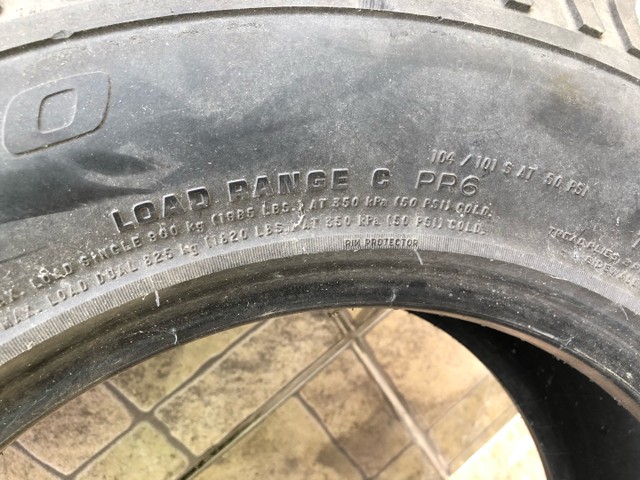 O
104 / 101 S AT 50 PSI
LOAD RANGE C PR6
MAX. LOAD SINGLE 900 kg (1985 LBS.) AT 350 kPa (50 PSI) COLD.
MAX. LOAD DUAL 825 kg (1820 LBS.) AT 350 kPa (50 PSI) COLD.
RIM PROTECTOR